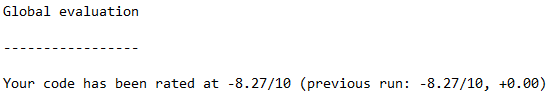 Global evaluation
-----------------
Your code has been rated at -8.27/10 (previous run: -8.27/10, +0.00)